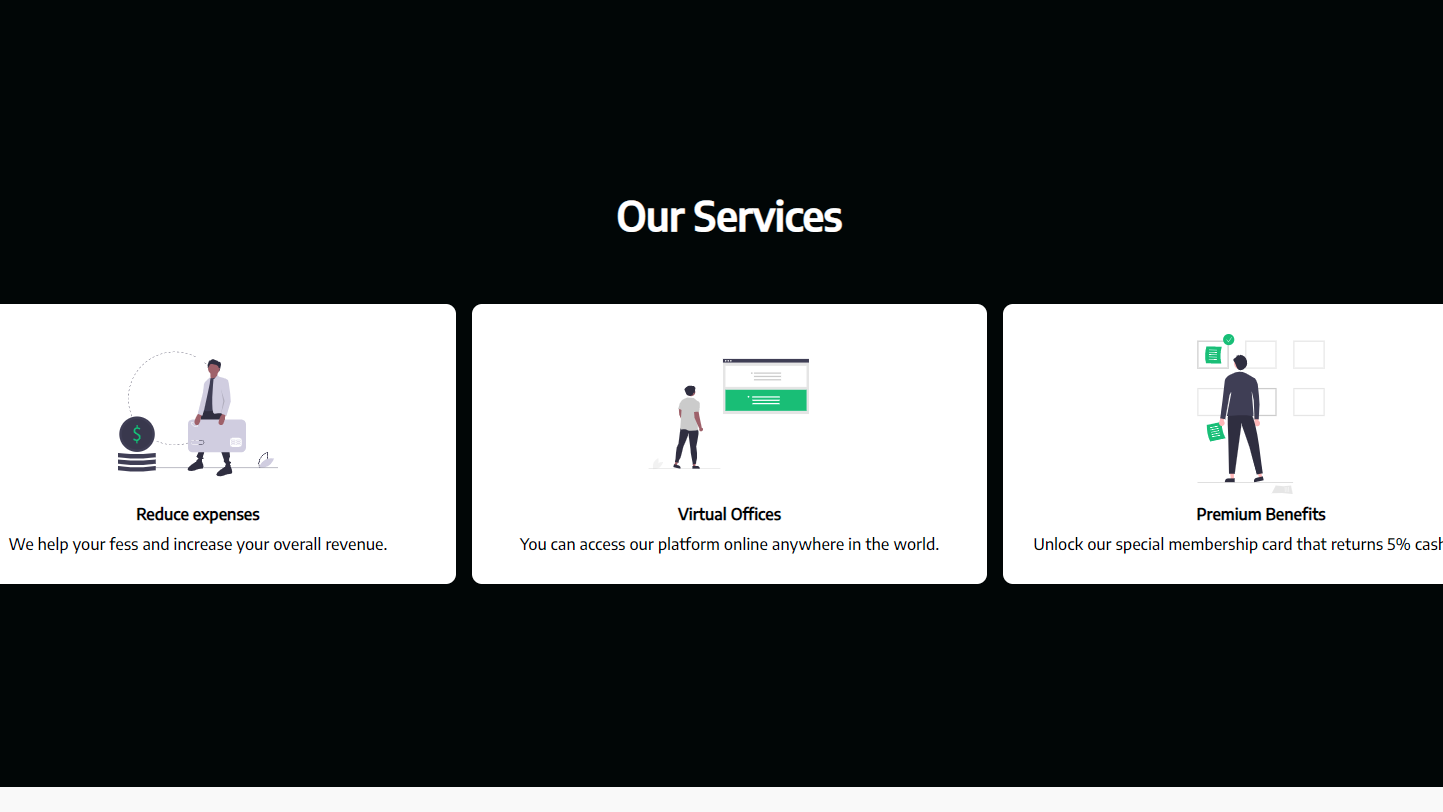 Our Services
Reduce expenses
We help your fess and increase your overall revenue.
Virtual Offices
You can access our platform online anywhere in the world.
Premium Benefits
Unlock our special membership card that returns 5% cash